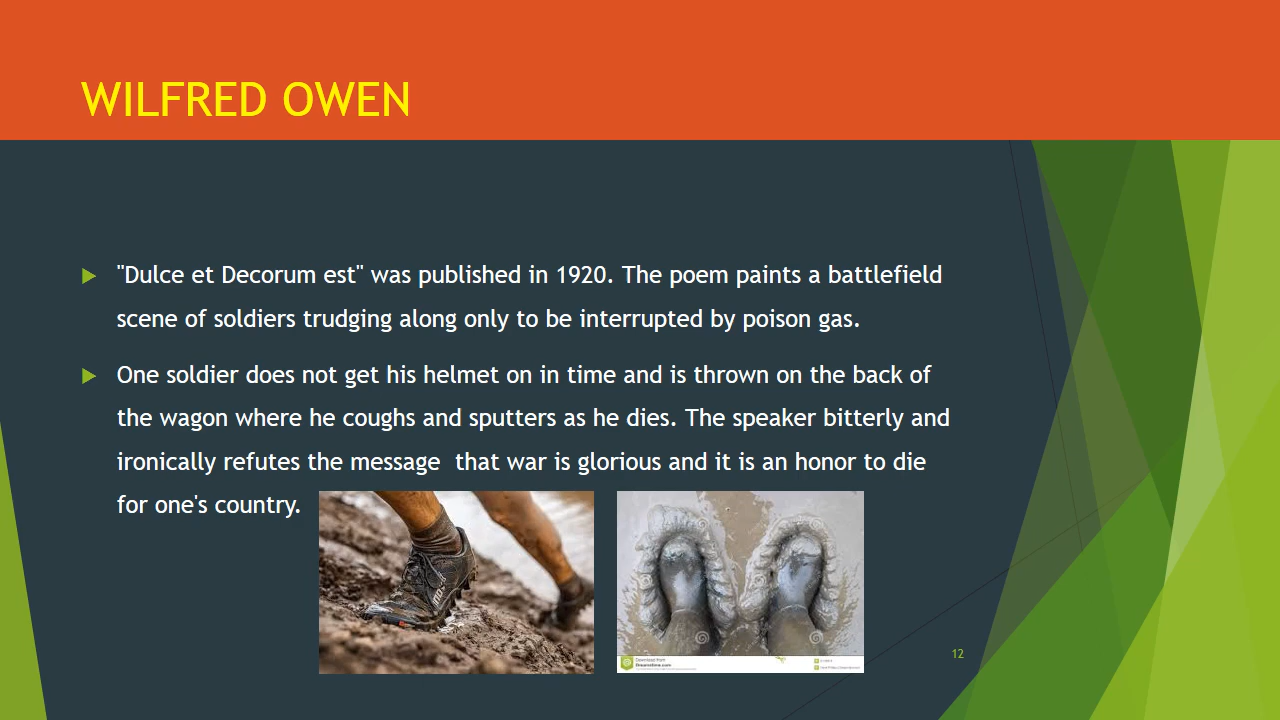 WILFRED OWEN
"Dulce et Decorum est" was published in 1920. The poem paints a battlefield
scene of soldiers trudging along only to be interrupted by poison gas.
One soldier does not get his helmet on in time and is thrown on the back of
the wagon where he coughs and sputters as he dies. The speaker bitterly and
ironically refutes the message  that war is glorious and it is an honor to die
for one's country.
Download from
Dreamstime.com
12